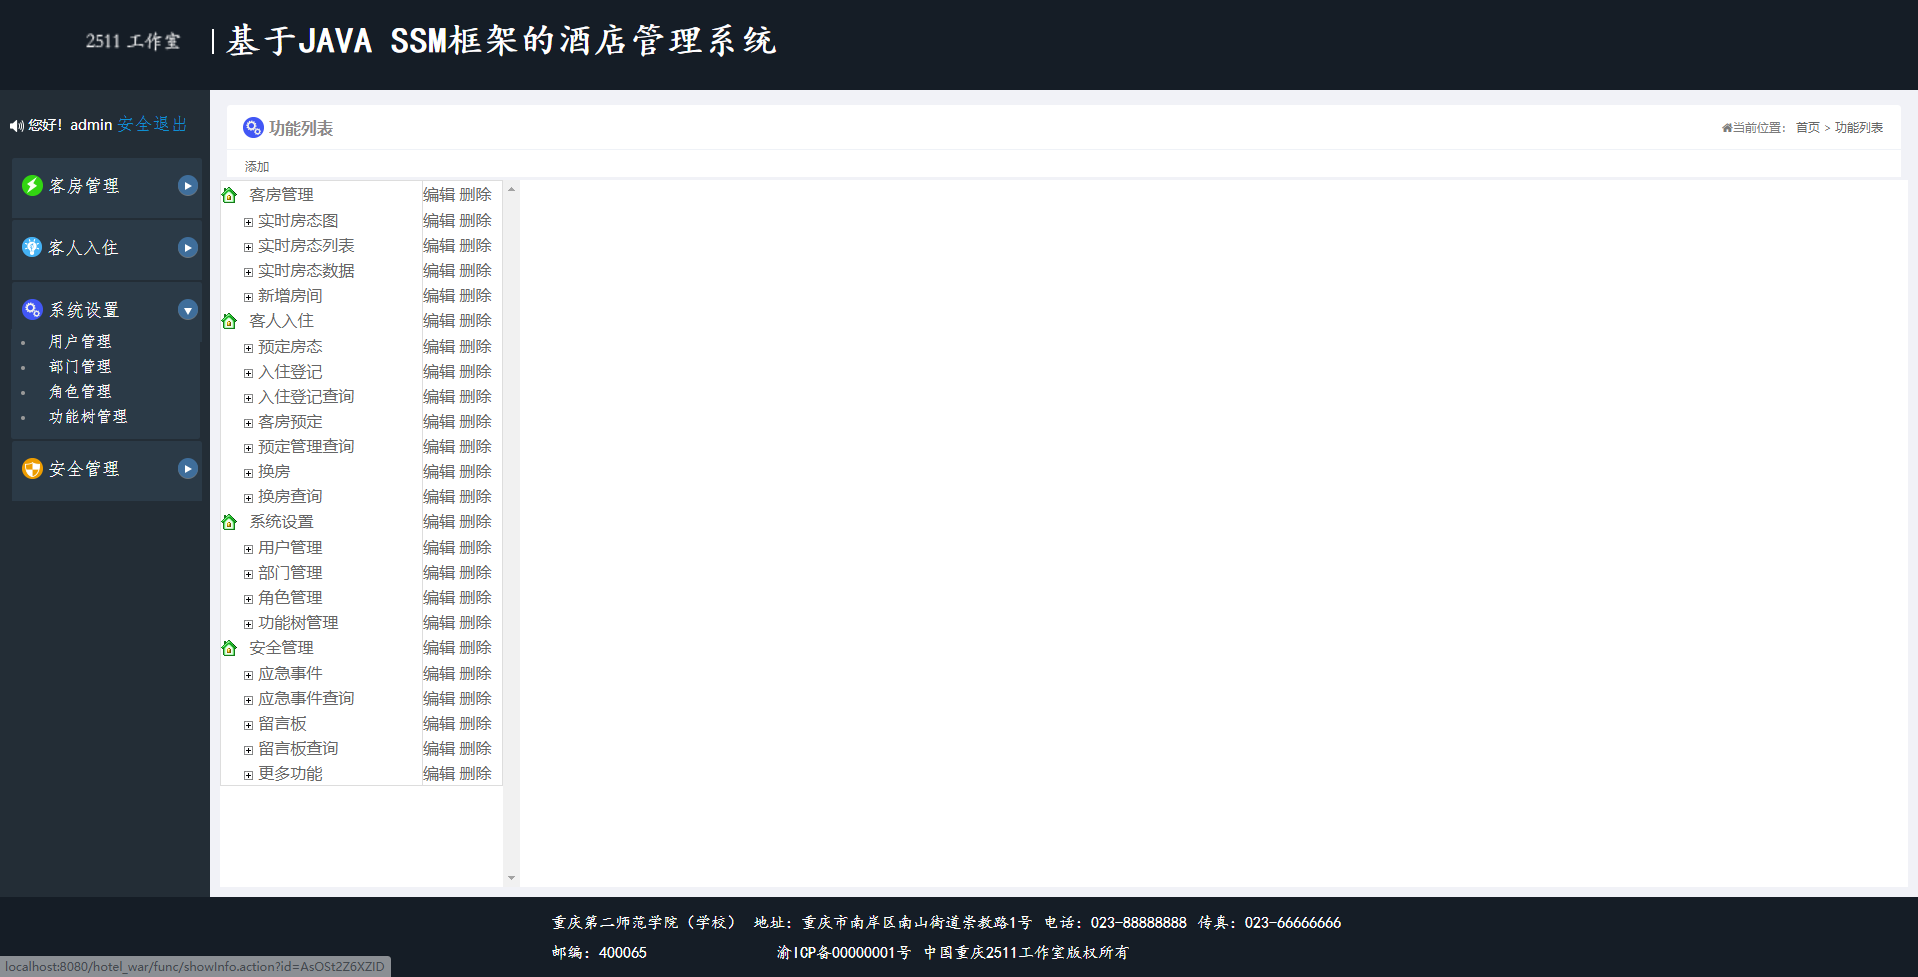 2511 工作室 | 基于JAVA SSM框架的酒店管理系统
您好! admin 安全退出
客房管理
客人入住
系统设置
用户管理
部门管理
角色管理
功能树管理
安全管理
功能列表
当前位置： 首页 > 功能列表
添加
客房管理 编辑 删除
实时房态图 编辑 删除
实时房态列表 编辑 删除
实时房态数据 编辑 删除
新增房间 编辑 删除
客人入住 编辑 删除
预定房态 编辑 删除
入住登记 编辑 删除
入住登记查询 编辑 删除
客房预定 编辑 删除
预定管理查询 编辑 删除
换房 编辑 删除
换房查询 编辑 删除
系统设置 编辑 删除
用户管理 编辑 删除
部门管理 编辑 删除
角色管理 编辑 删除
功能树管理 编辑 删除
安全管理 编辑 删除
应急事件 编辑 删除
应急事件查询 编辑 删除
留言板 编辑 删除
留言板查询 编辑 删除
更多功能 编辑 删除
重庆第二师范学院（学校） 地址：重庆市南岸区南山街道崇教路1号 电话：023-88888888 传真：023-66666666
邮编：400065 渝ICP备00000001号 中国重庆2511工作室版权所有
localhost:8080/hotel_war/func/showInfo.action?id=AsOSt2Z6XZID